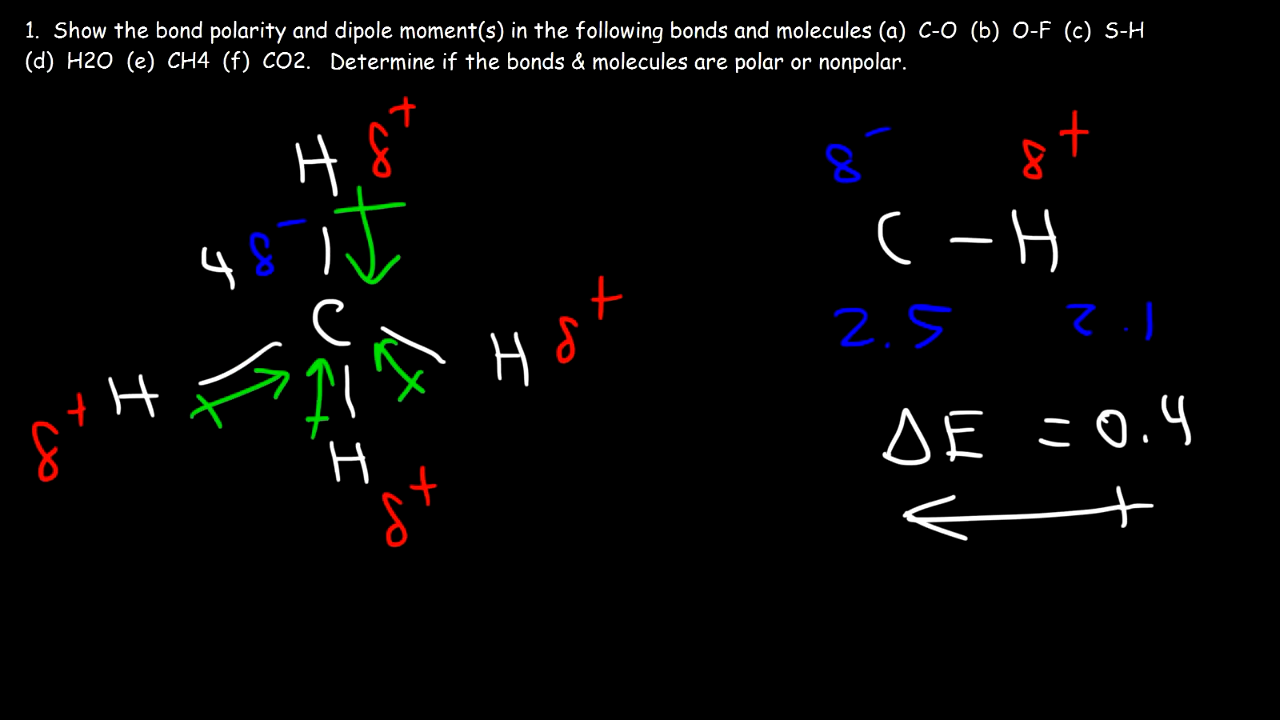 1. Show the bond polarity and dipole moment(s) in the following bonds and molecules (a) C-O (b) O-F (c) S-H
(d) H2O (e) CH4 (f) CO2. Determine if the bonds & molecules are polar or nonpolar.
H δ+
4 δ−
C
H δ+
δ+ H
H
δ+
δ− δ+
C – H
2.5 2.1
ΔE = 0.4